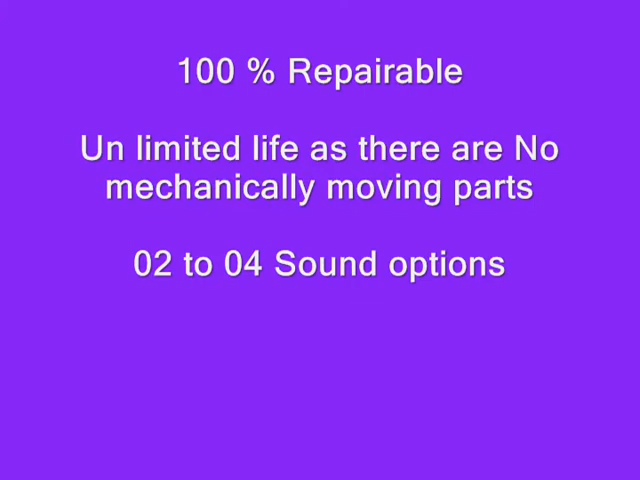 100 % Repairable
Un limited life as there are No
mechanically moving parts
02 to 04 Sound options